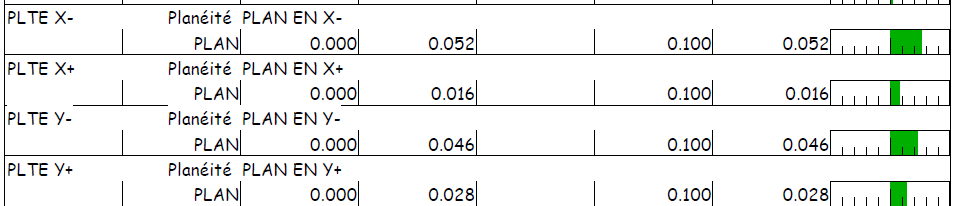 PLTE X- Planéité PLAN EN X-
PLAN 0.000 0.052 0.100 0.052
PLTE X+ Planéité PLAN EN X+
PLAN 0.000 0.016 0.100 0.016
PLTE Y- Planéité PLAN EN Y-
PLAN 0.000 0.046 0.100 0.046
PLTE Y+ Planéité PLAN EN Y+
PLAN 0.000 0.028 0.100 0.028